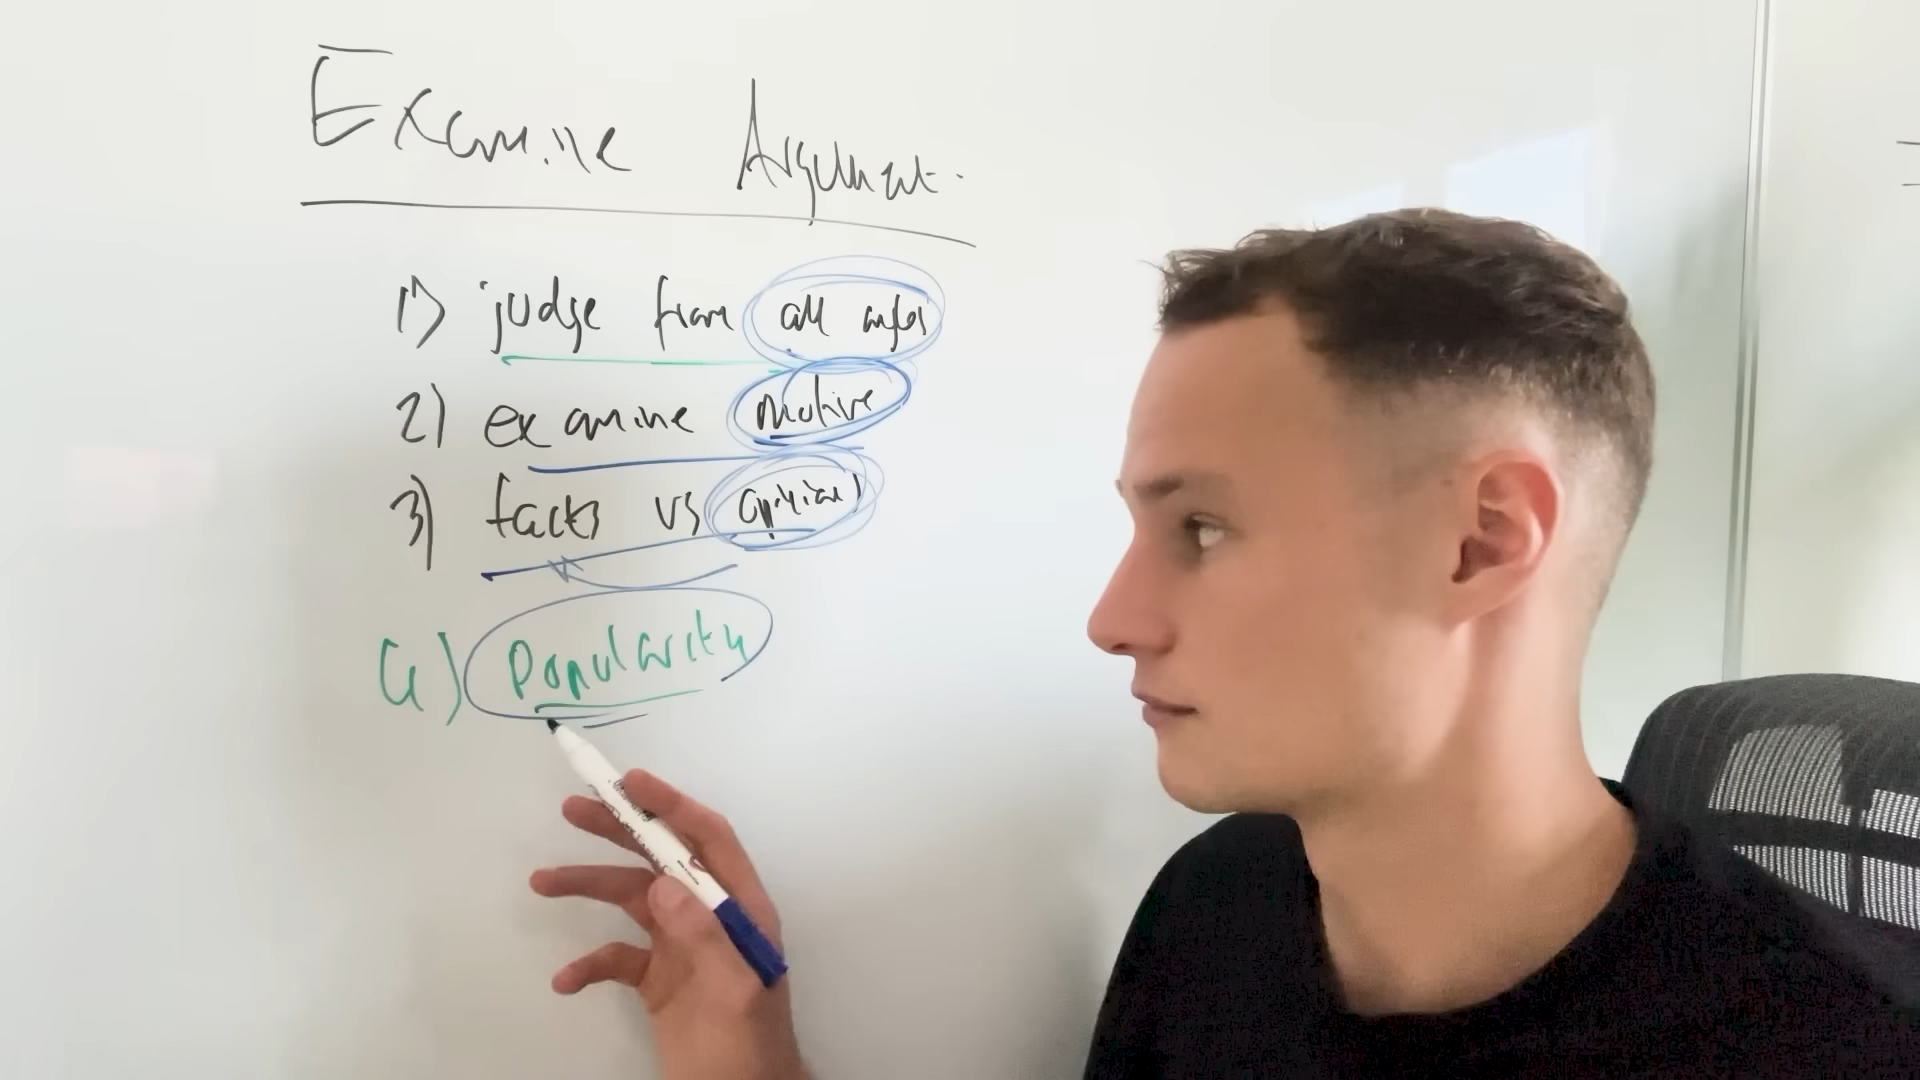 Examine Argument.
1) judge from all infos
2) examine motive
3) facts vs opinion
4) Popularity